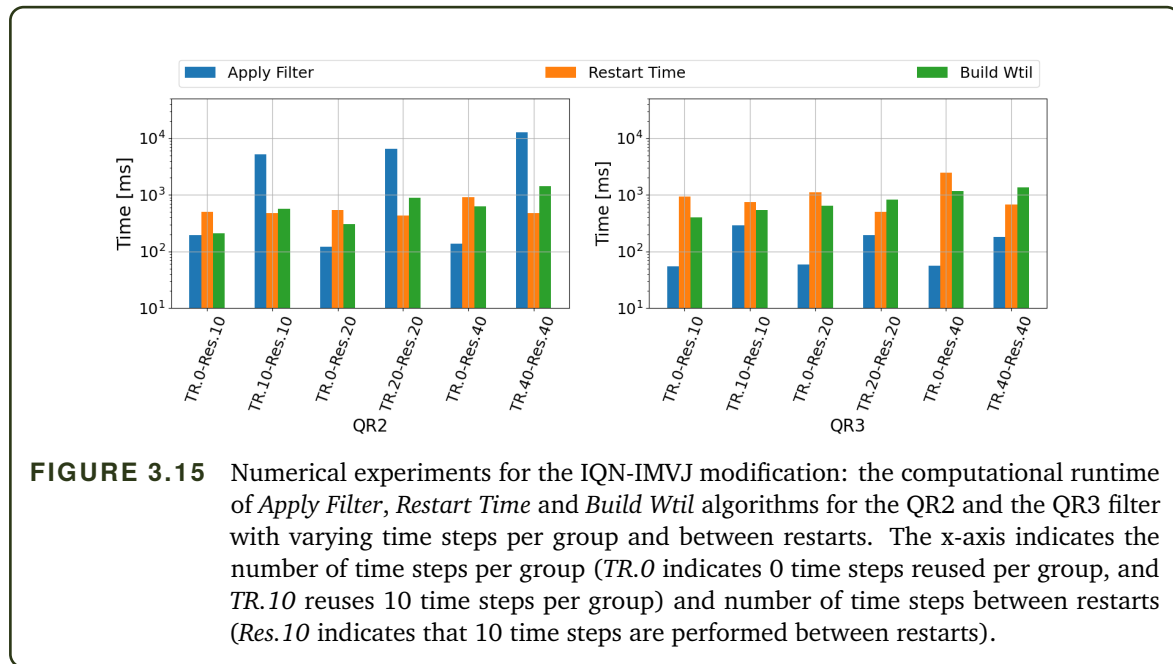 Apply Filter Restart Time Build Wtil
Time [ms]
10^4
10^3
10^2
10^1
TR.0-Res.10
TR.10-Res.10
TR.0-Res.20
TR.20-Res.20
TR.0-Res.40
TR.40-Res.40
QR2
Time [ms]
10^4
10^3
10^2
10^1
TR.0-Res.10
TR.10-Res.10
TR.0-Res.20
TR.20-Res.20
TR.0-Res.40
TR.40-Res.40
QR3
FIGURE 3.15 Numerical experiments for the IQN-IMVJ modification: the computational runtime
of Apply Filter, Restart Time and Build Wtil algorithms for the QR2 and the QR3 filter
with varying time steps per group and between restarts. The x-axis indicates the
number of time steps per group (TR.0 indicates 0 time steps reused per group, and
TR.10 reuses 10 time steps per group) and number of time steps between restarts
(Res.10 indicates that 10 time steps are performed between restarts).